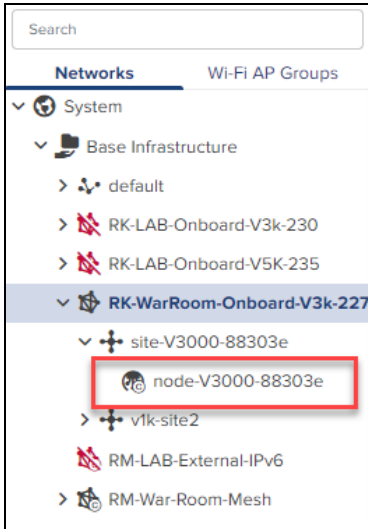 Search
Networks Wi-Fi AP Groups
System
Base Infrastructure
default
RK-LAB-Onboard-V3k-230
RK-LAB-Onboard-V5K-235
RK-WarRoom-Onboard-V3k-227
site-V3000-88303e
node-V3000-88303e
v1k-site2
RM-LAB-External-IPv6
RM-War-Room-Mesh